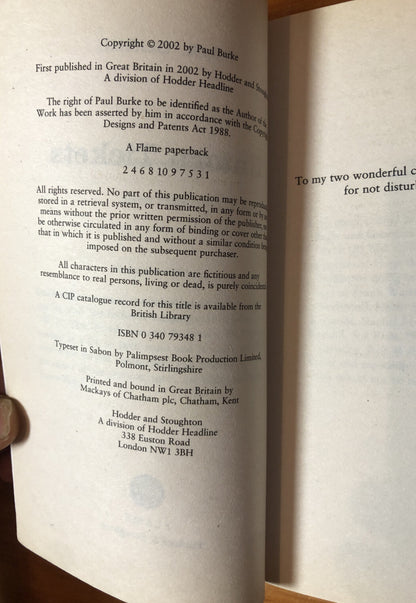 Copyright © 2002 by Paul Burke
First published in Great Britain in 2002 by Hodder and Stoughton
A division of Hodder Headline
The right of Paul Burke to be identified as the Author of the
Work has been asserted by him in accordance with the Copyright
Designs and Patents Act 1988.
A Flame paperback
2 4 6 8 10 9 7 5 3 1
All rights reserved. No part of this publication may be reproduced
stored in a retrieval system, or transmitted, in any form or by any
means without the prior written permission of the publisher, nor
be otherwise circulated in any form of binding or cover other than
that in which it is published and without a similar condition being
imposed on the subsequent purchaser.
All characters in this publication are fictitious and any
resemblance to real persons, living or dead, is purely coincidental
A CIP catalogue record for this title is available from the
British Library
ISBN 0 340 79348 1
Typeset in Sabon by Palimpsest Book Production Limited,
Polmont, Stirlingshire
Printed and bound in Great Britain by
Mackays of Chatham plc, Chatham, Kent
Hodder and Stoughton
A division of Hodder Headline
338 Euston Road
London NW1 3BH
To my two wonderful
for not